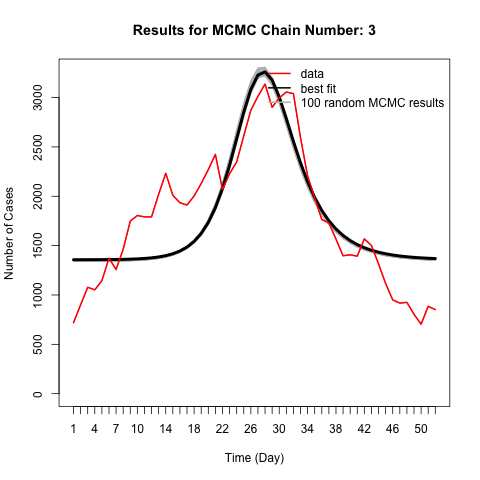 Results for MCMC Chain Number: 3
data
best fit
100 random MCMC results
3000
2500
2000
1500
1000
500
0
Number of Cases
1 4 7 10 14 18 22 26 30 34 38 42 46 50
Time (Day)